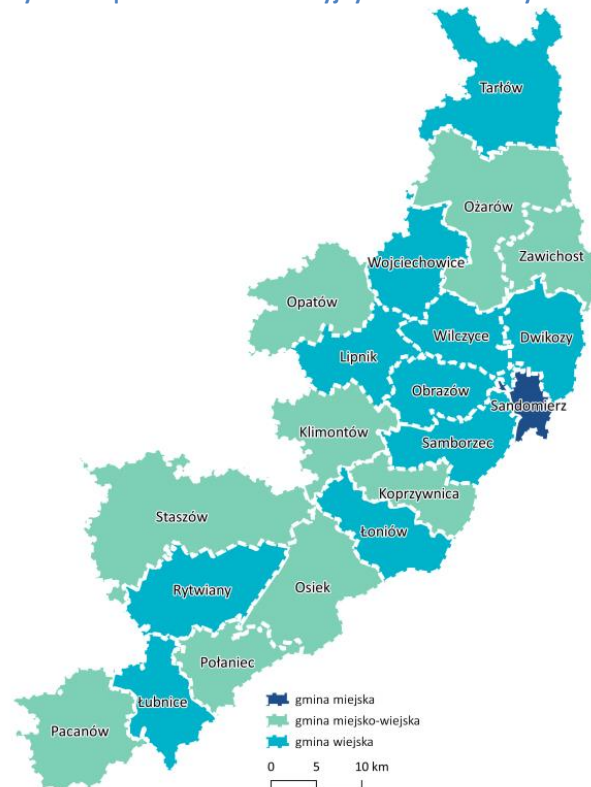 Tarłów
Ożarów
Zawichost
Wojciechowice
Opatów
Wilczyce
Dwikozy
Lipnik
Obrazów
Sandomierz
Klimontów
Samborzec
Koprzywnica
Staszów
Łoniów
Rytwiany
Osiek
Połaniec
Łubnice
Pacanów
gmina miejska
gmina miejsko-wiejska
gmina wiejska
0 5 10 km